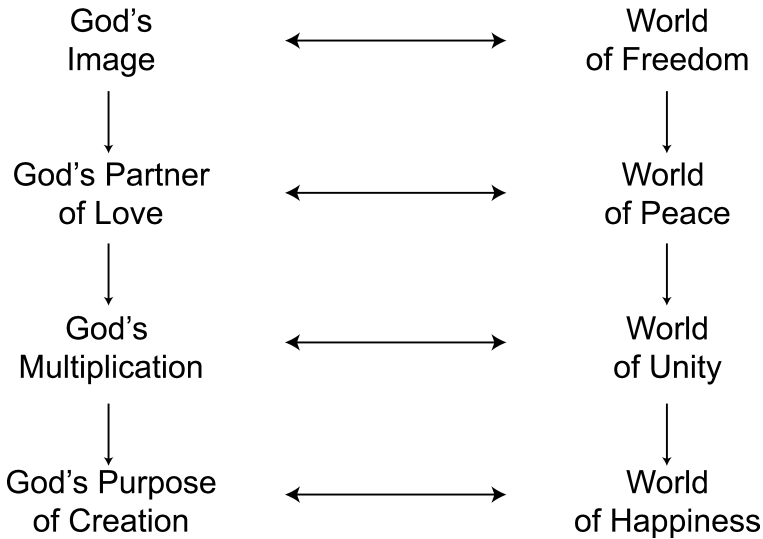 God’s
Image
World
of Freedom
God’s Partner
of Love
World
of Peace
God’s
Multiplication
World
of Unity
God’s Purpose
of Creation
World
of Happiness